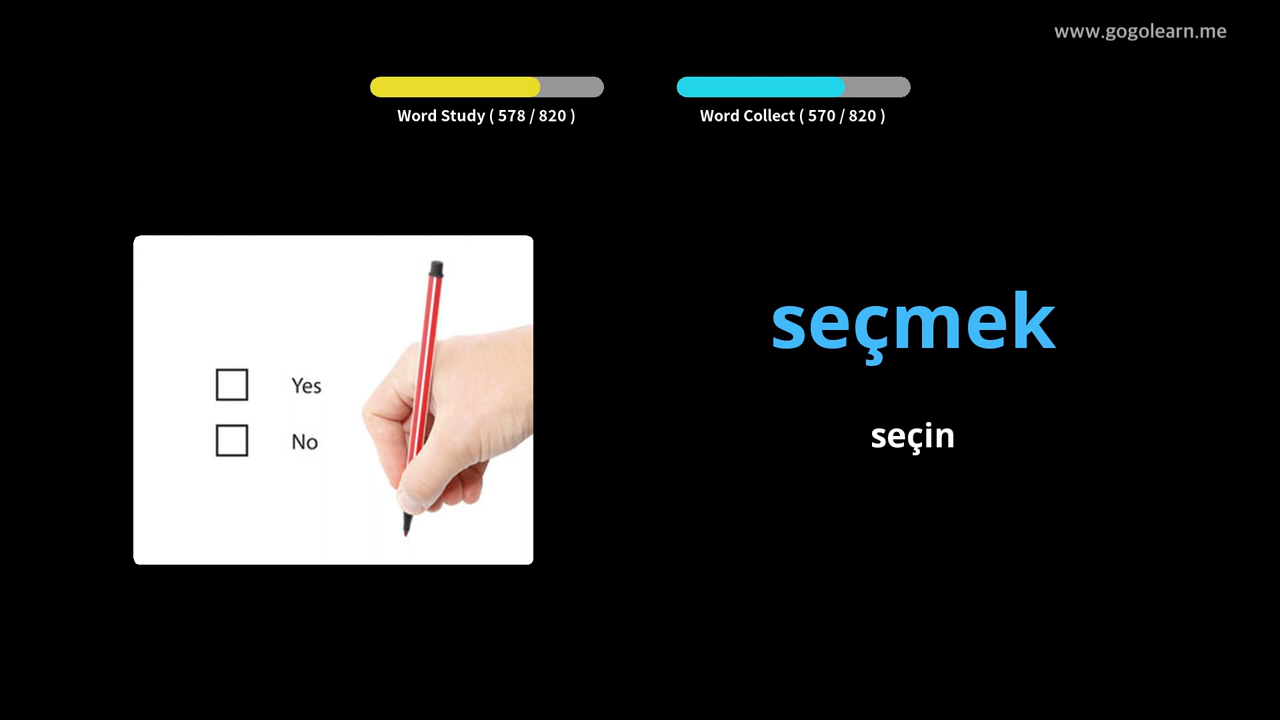 www.gogolearn.me
Word Study ( 578 / 820 )
Word Collect ( 570 / 820 )
Yes
No
seçmek
seçin